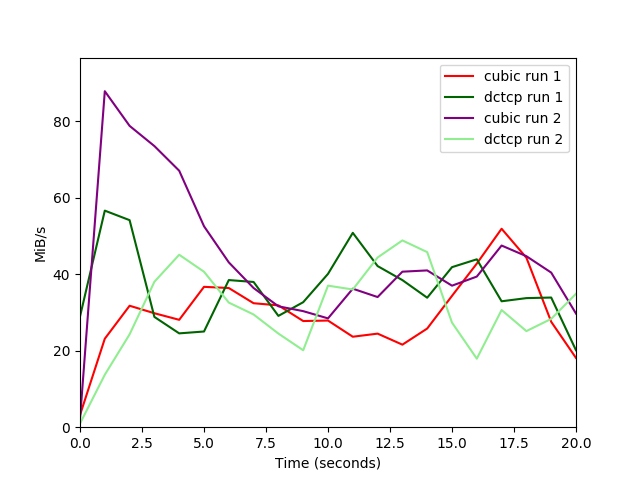 cubic run 1
dctcp run 1
cubic run 2
dctcp run 2
80
60
40
20
0
MiB/s
0.0 2.5 5.0 7.5 10.0 12.5 15.0 17.5 20.0
Time (seconds)